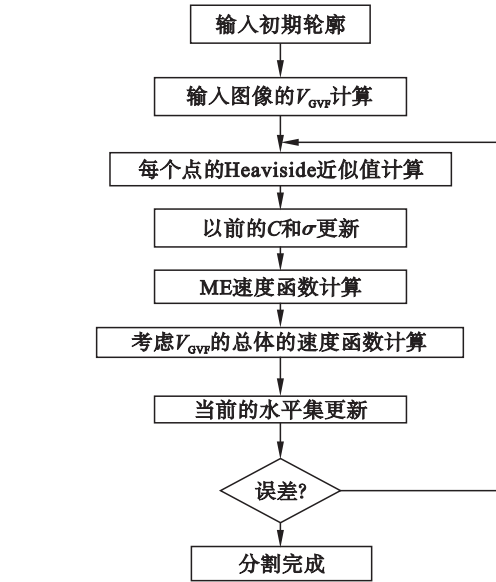 输入初期轮廓
输入图像的V_GVF计算
每个点的Heaviside近似值计算
以前的C和σ更新
ME速度函数计算
考虑V_GVF的总体的速度函数计算
当前的水平集更新
误差?
分割完成